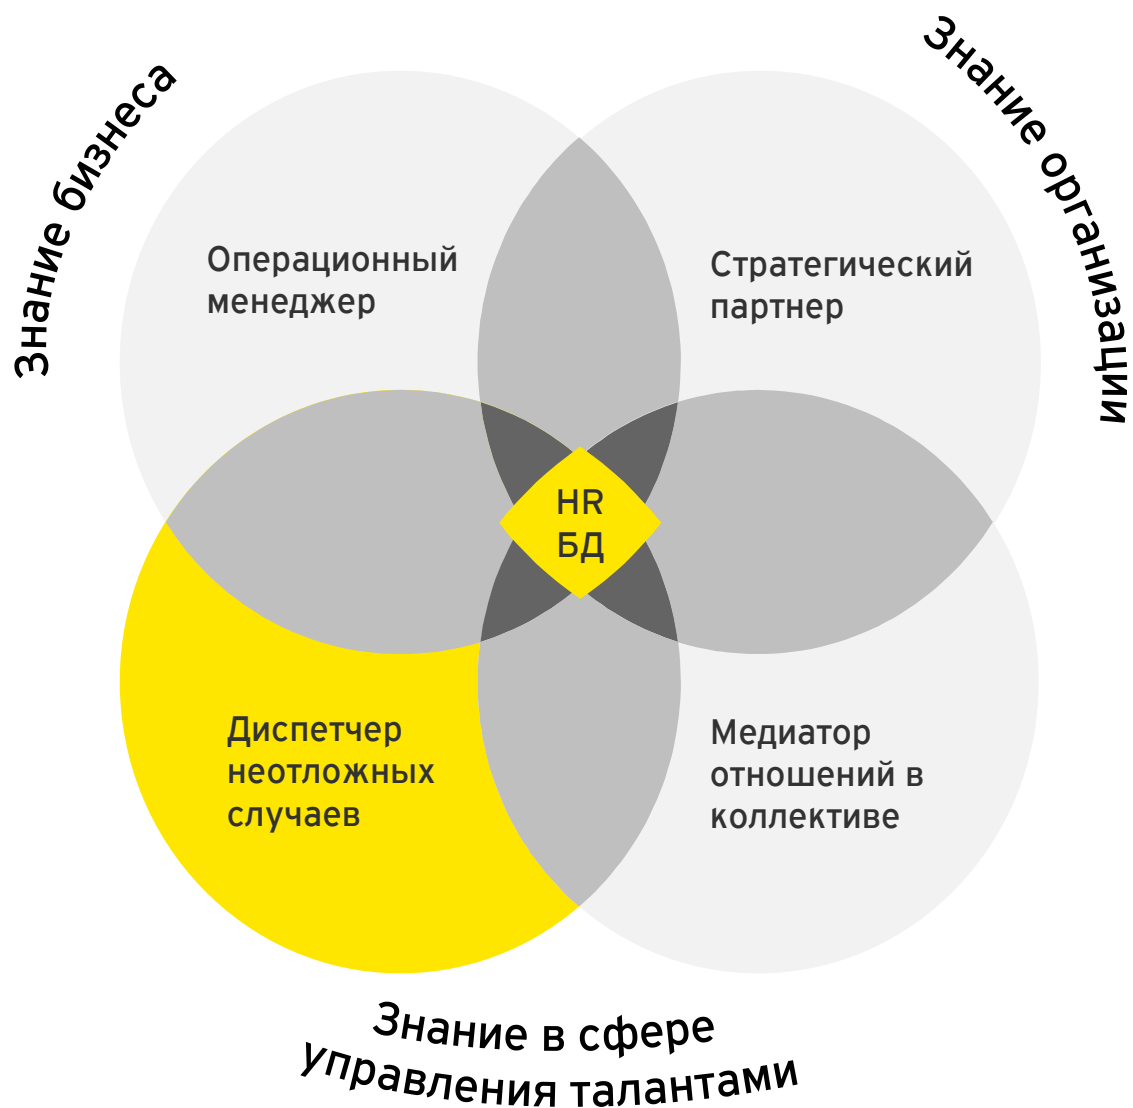 Знание бизнеса
Знание организации
Операционный
менеджер
Стратегический
партнер
HR
БД
Диспетчер
неотложных
случаев
Медиатор
отношений в
коллективе
Знание в сфере
управления талантами